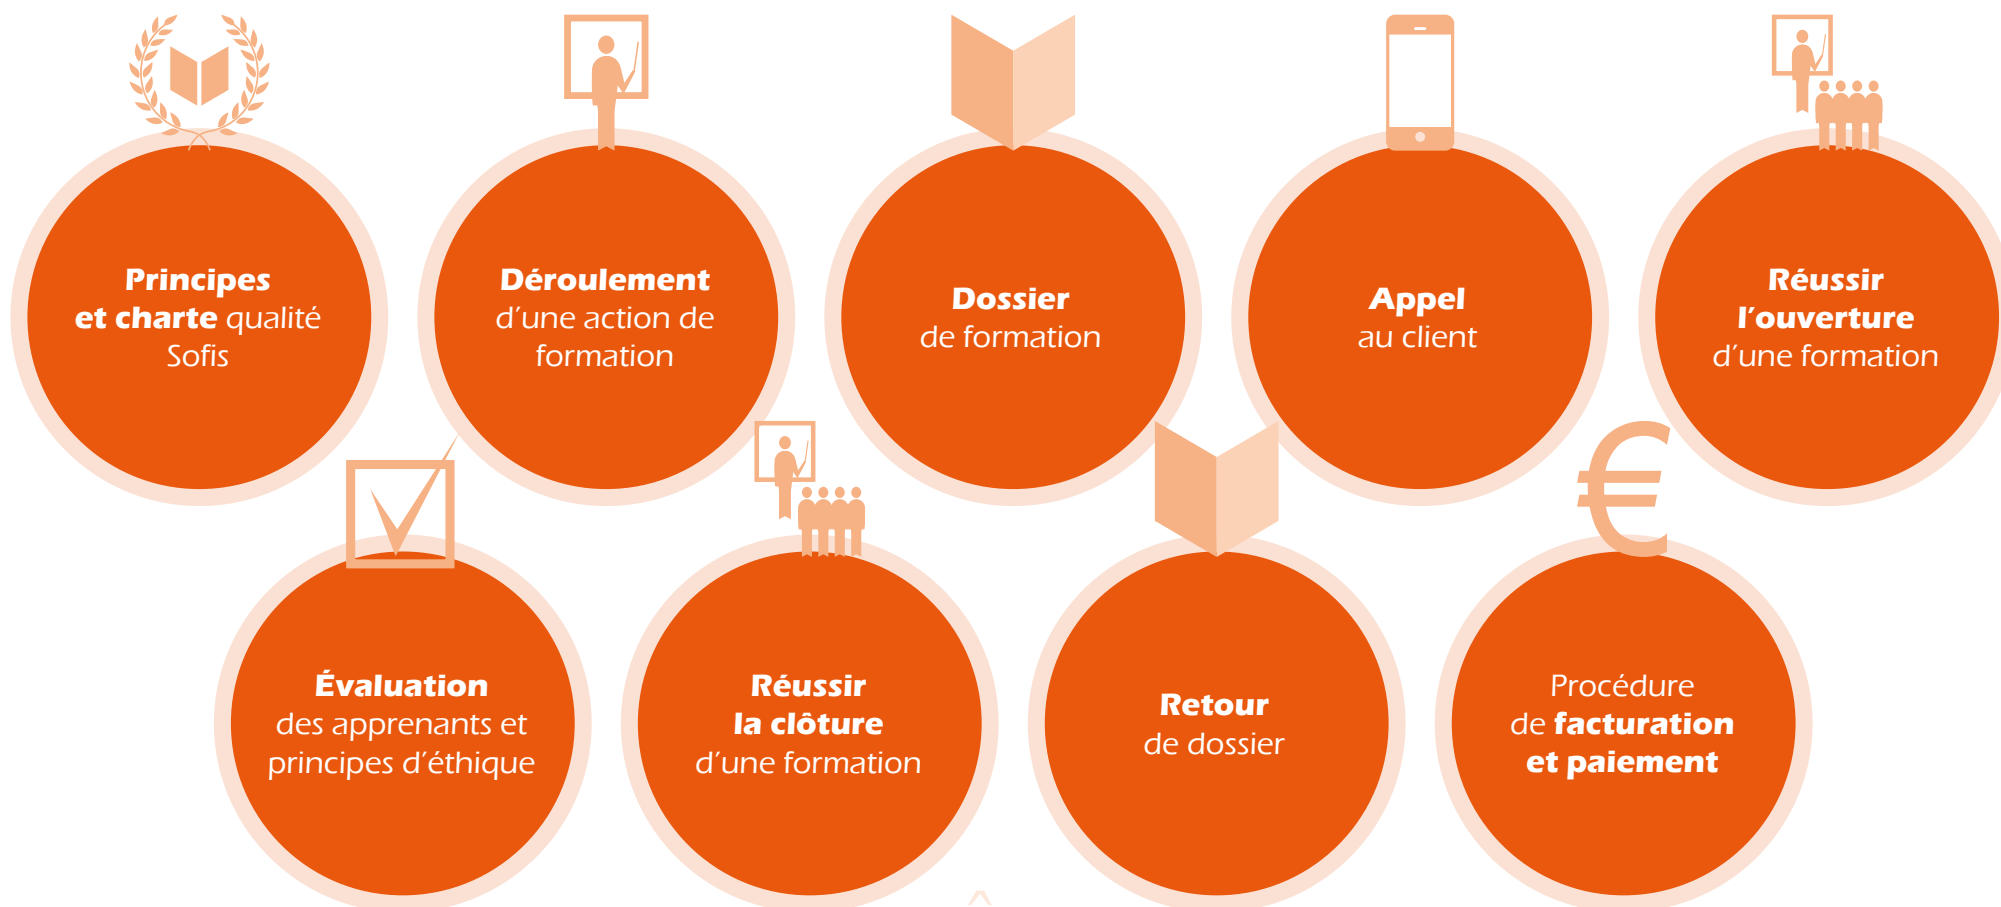 Principes
et charte qualité
Sofis
Déroulement
d’une action de
formation
Dossier
de formation
Appel
au client
Réussir
l’ouverture
d’une formation
Évaluation
des apprenants et
principes d’éthique
Réussir
la clôture
d’une formation
Retour
de dossier
Procédure
de facturation
et paiement